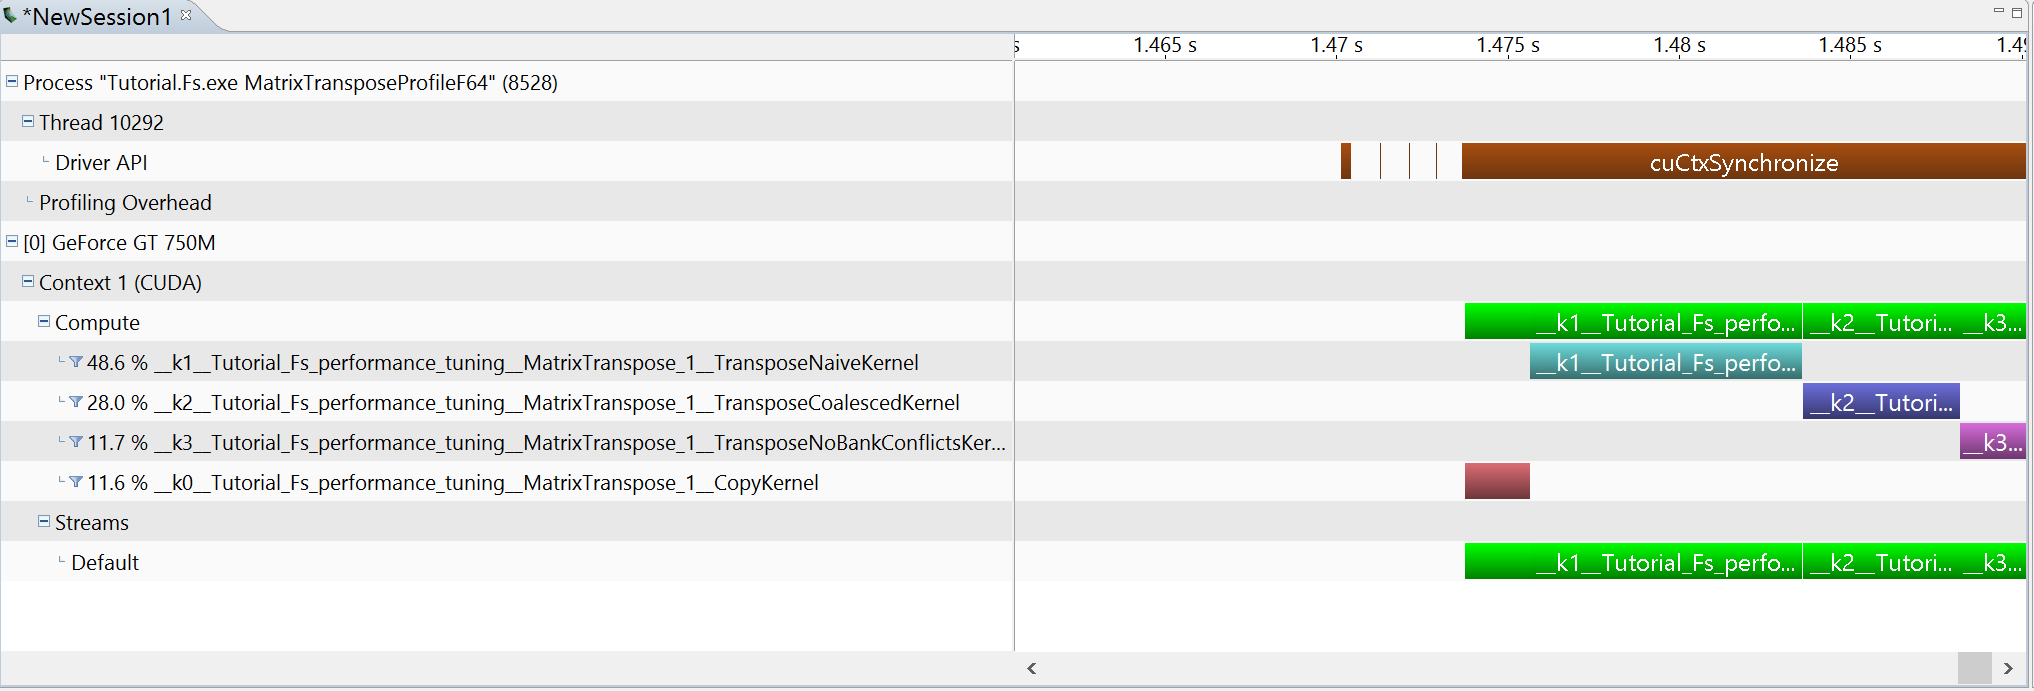 *NewSession1
s 1.465 s 1.47 s 1.475 s 1.48 s 1.485 s 1.49
Process "Tutorial.Fs.exe MatrixTransposeProfileF64" (8528)
Thread 10292
Driver API cuCtxSynchronize
Profiling Overhead
[0] GeForce GT 750M
Context 1 (CUDA)
Compute __k1__Tutorial_Fs_perfo... __k2__Tutori... __k3...
48.6 % __k1__Tutorial_Fs_performance_tuning__MatrixTranspose_1__TransposeNaiveKernel __k1__Tutorial_Fs_perfo...
28.0 % __k2__Tutorial_Fs_performance_tuning__MatrixTranspose_1__TransposeCoalescedKernel __k2__Tutori...
11.7 % __k3__Tutorial_Fs_performance_tuning__MatrixTranspose_1__TransposeNoBankConflictsKer... __k3...
11.6 % __k0__Tutorial_Fs_performance_tuning__MatrixTranspose_1__CopyKernel
Streams
Default __k1__Tutorial_Fs_perfo... __k2__Tutori... __k3...